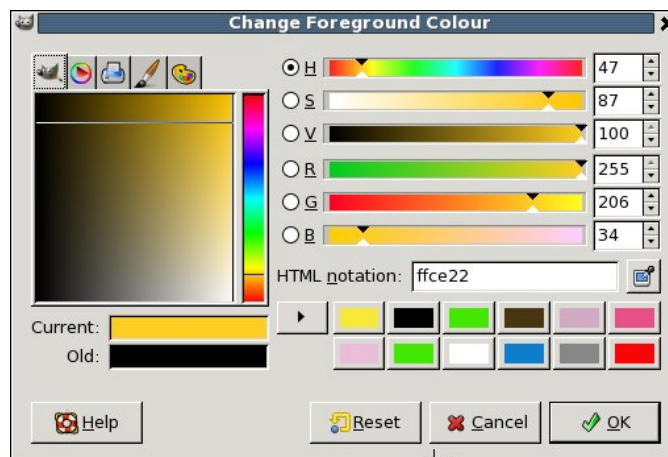 Change Foreground Colour
H 47
S 87
V 100
R 255
G 206
B 34
HTML notation: ffce22
Current:
Old:
Help Reset Cancel OK